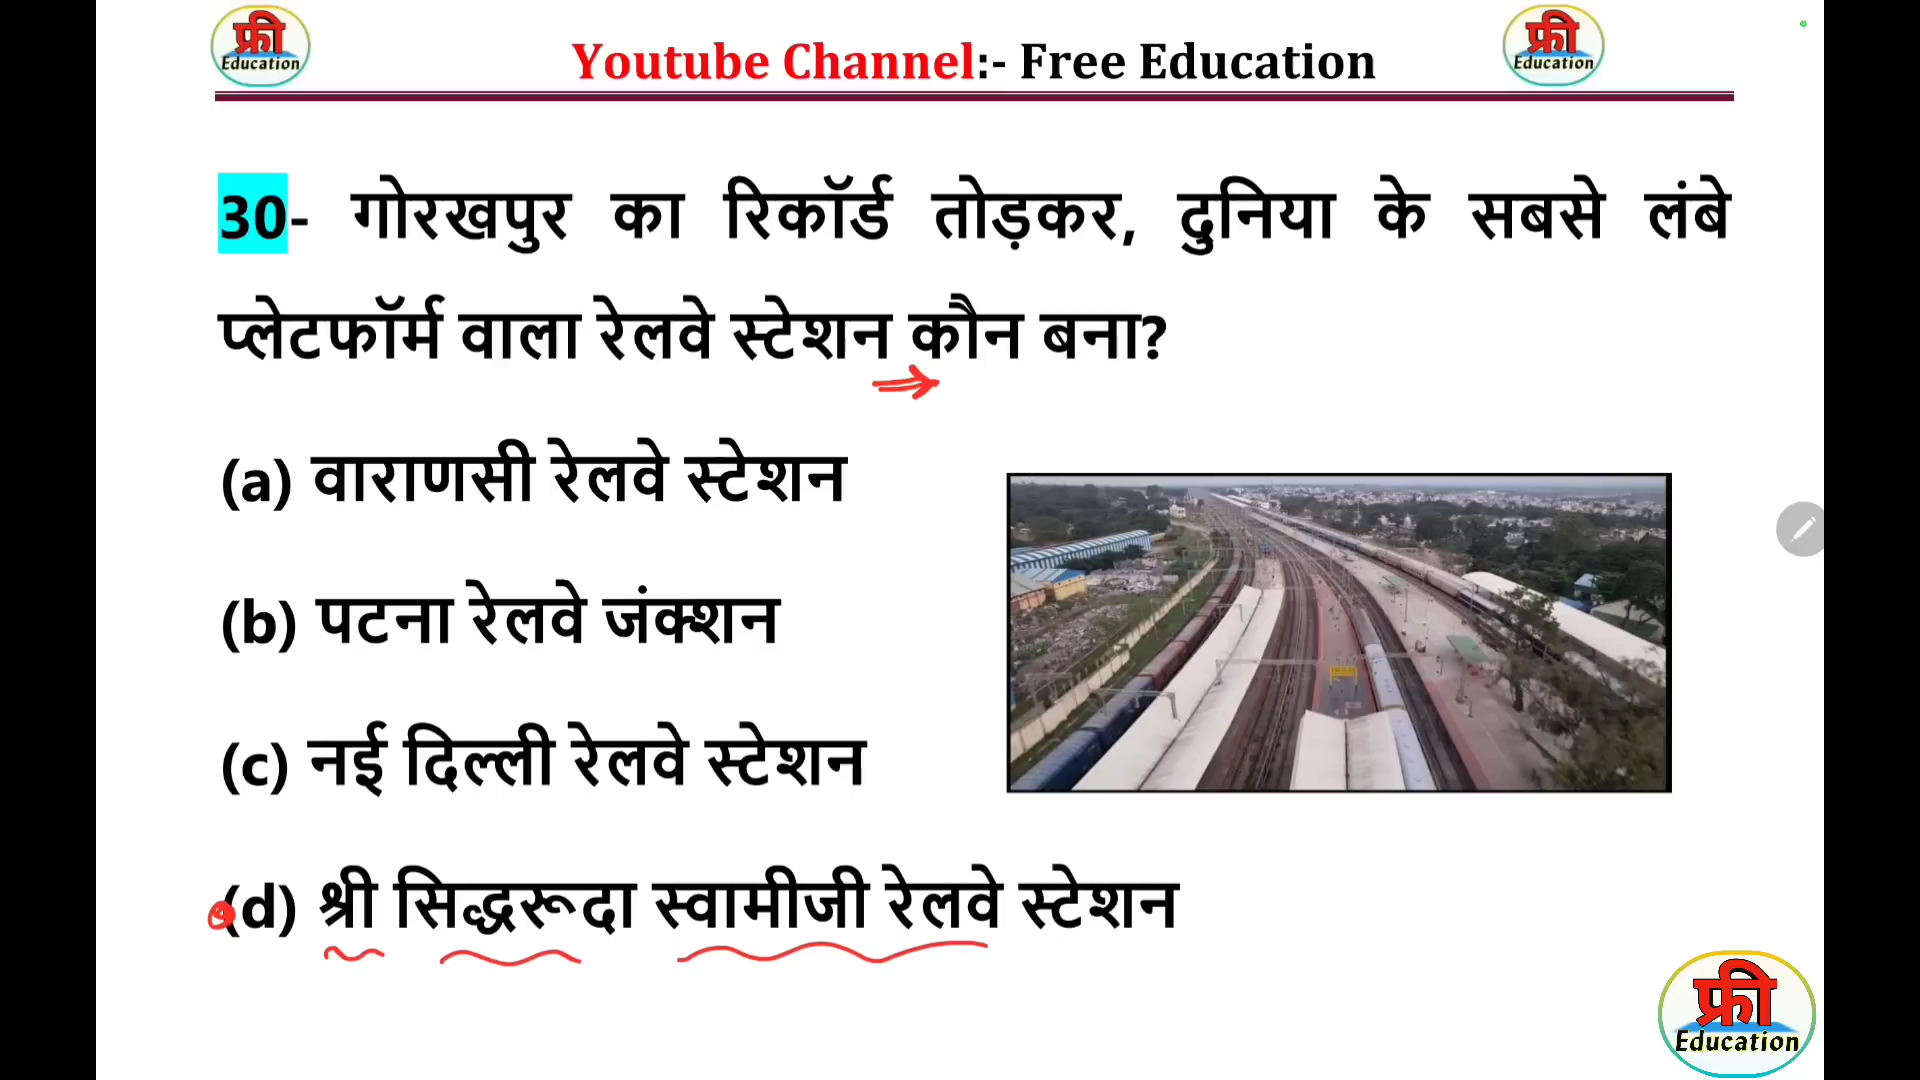 फ्री
Education
Youtube Channel:- Free Education
फ्री
Education
30- गोरखपुर का रिकॉर्ड तोड़कर, दुनिया के सबसे लंबे
प्लेटफॉर्म वाला रेलवे स्टेशन कौन बना?
(a) वाराणसी रेलवे स्टेशन
(b) पटना रेलवे जंक्शन
(c) नई दिल्ली रेलवे स्टेशन
(d) श्री सिद्धरूदा स्वामीजी रेलवे स्टेशन
फ्री
Education